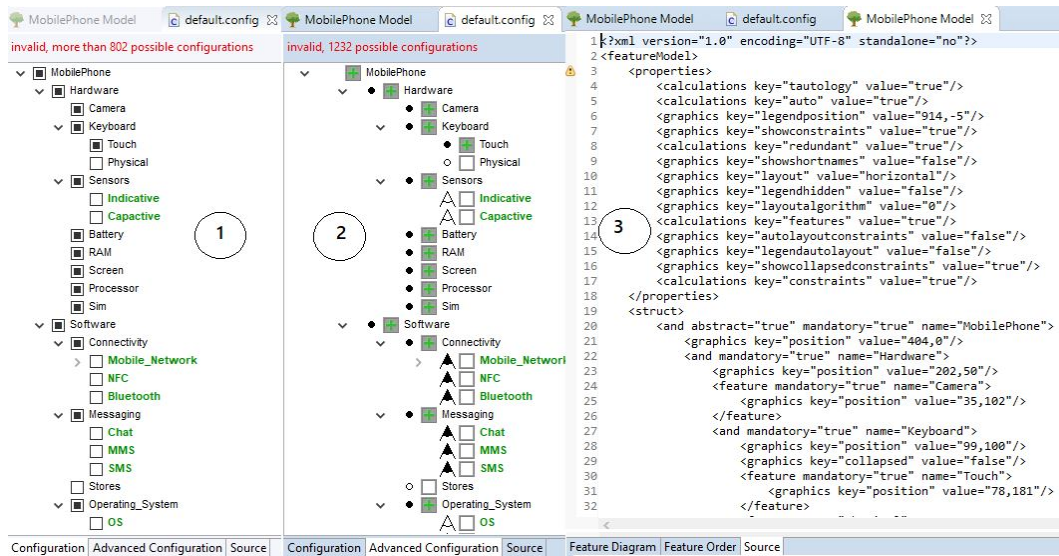 MobilePhone Model
default.config
invalid, more than 802 possible configurations
MobilePhone
Hardware
Camera
Keyboard
Touch
Physical
Sensors
Indicative
Capactive
Battery
RAM
Screen
Processor
Sim
Software
Connectivity
Mobile_Network
NFC
Bluetooth
Messaging
Chat
MMS
SMS
Stores
Operating_System
OS
1
Configuration Advanced Configuration Source
MobilePhone Model
default.config
invalid, 1232 possible configurations
MobilePhone
Hardware
Camera
Keyboard
Touch
Physical
Sensors
Indicative
Capactive
Battery
RAM
Screen
Processor
Sim
Software
Connectivity
Mobile_Network
NFC
Bluetooth
Messaging
Chat
MMS
SMS
Stores
Operating_System
OS
2
Configuration Advanced Configuration Source
MobilePhone Model
default.config
MobilePhone Model
1 <?xml version="1.0" encoding="UTF-8" standalone="no"?>
2 <featureModel>
3 <properties>
4 <calculations key="tautology" value="true"/>
5 <calculations key="auto" value="true"/>
6 <graphics key="legendposition" value="914,-5"/>
7 <graphics key="showconstraints" value="true"/>
8 <calculations key="redundant" value="true"/>
9 <graphics key="showshortnames" value="false"/>
10 <graphics key="layout" value="horizontal"/>
11 <graphics key="legendhidden" value="false"/>
12 <graphics key="layoutalgorithm" value="0"/>
13 <calculations key="features" value="true"/>
14 <graphics key="autolayoutconstraints" value="false"/>
15 <graphics key="legendautolayout" value="false"/>
16 <graphics key="showcollapsedconstraints" value="true"/>
17 <calculations key="constraints" value="true"/>
18 </properties>
19 <struct>
20 <and abstract="true" mandatory="true" name="MobilePhone">
21 <graphics key="position" value="404,0"/>
22 <and mandatory="true" name="Hardware">
23 <graphics key="position" value="202,50"/>
24 <feature mandatory="true" name="Camera">
25 <graphics key="position" value="35,102"/>
26 </feature>
27 <and mandatory="true" name="Keyboard">
28 <graphics key="position" value="99,100"/>
29 <graphics key="collapsed" value="false"/>
30 <feature mandatory="true" name="Touch">
31 <graphics key="position" value="78,181"/>
32 </feature>
3
Feature Diagram Feature Order Source